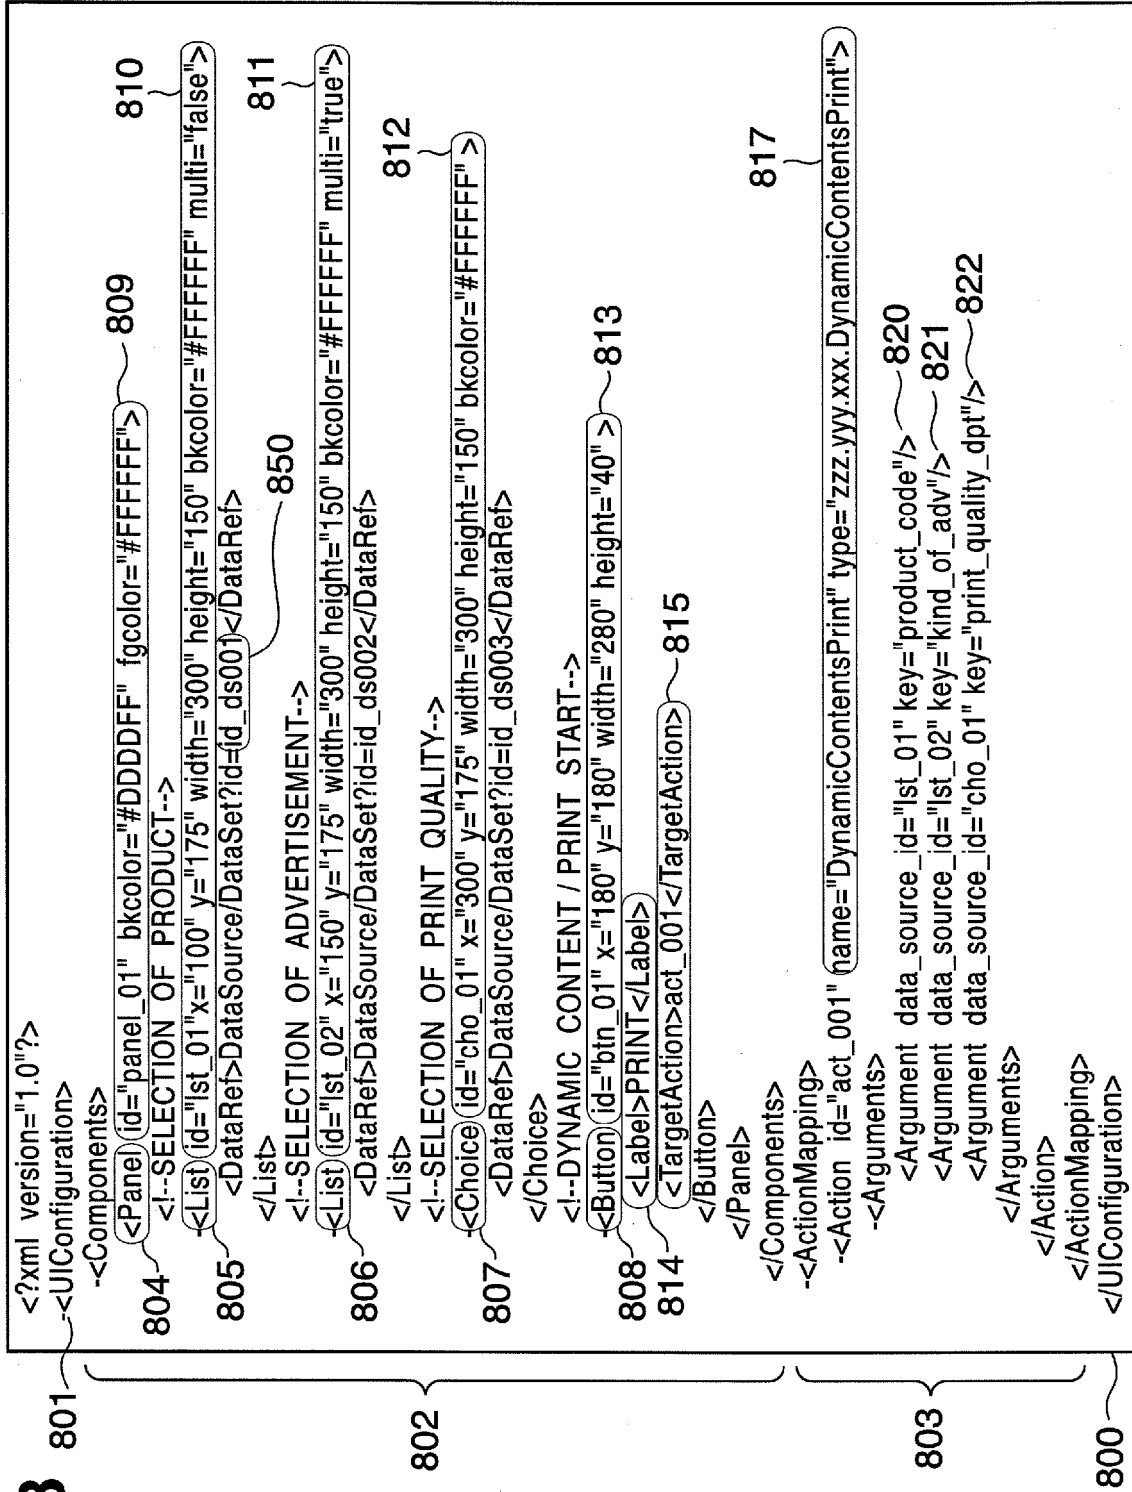 8
801
802
803
800
<?xml version="1.0"?>
-<UIConfiguration>
-<Components>
<Panel id="panel_01" bkcolor="#DDDDFF" fgcolor="#FFFFFF">
809
804
<!--SELECTION OF PRODUCT-->
-<List id="lst_01"x="100" y="175" width="300" height="150" bkcolor="#FFFFFF" multi="false">
810
805
<DataRef>DataSource/DataSet?id=id_ds001</DataRef>
850
</List>
<!--SELECTION OF ADVERTISEMENT-->
-<List id="lst_02" x="150" y="175" width="300" height="150" bkcolor="#FFFFFF" multi="true">
811
806
<DataRef>DataSource/DataSet?id=id_ds002</DataRef>
</List>
<!--SELECTION OF PRINT QUALITY-->
-<Choice id="cho_01" x="300" y="175" width="300" height="150" bkcolor="#FFFFFF" >
812
807
<DataRef>DataSource/DataSet?id=id_ds003</DataRef>
</Choice>
<!--DYNAMIC CONTENT / PRINT START-->
-<Button id="btn_01" x="180" y="180" width="280" height="40" >
813
808
<Label>PRINT</Label>
814
<TargetAction>act_001</TargetAction>
815
</Button>
</Panel>
</Components>
-<ActionMapping>
-<Action id="act_001" name="DynamicContentsPrint" type="zzz.yyy.xxx.DynamicContentsPrint">
817
-<Arguments>
<Argument data_source_id="lst_01" key="product_code"/>
820
<Argument data_source_id="lst_02" key="kind_of_adv"/>
821
<Argument data_source_id="cho_01" key="print_quality_dpt"/>
822
</Arguments>
</Action>
</ActionMapping>
</UIConfiguration>